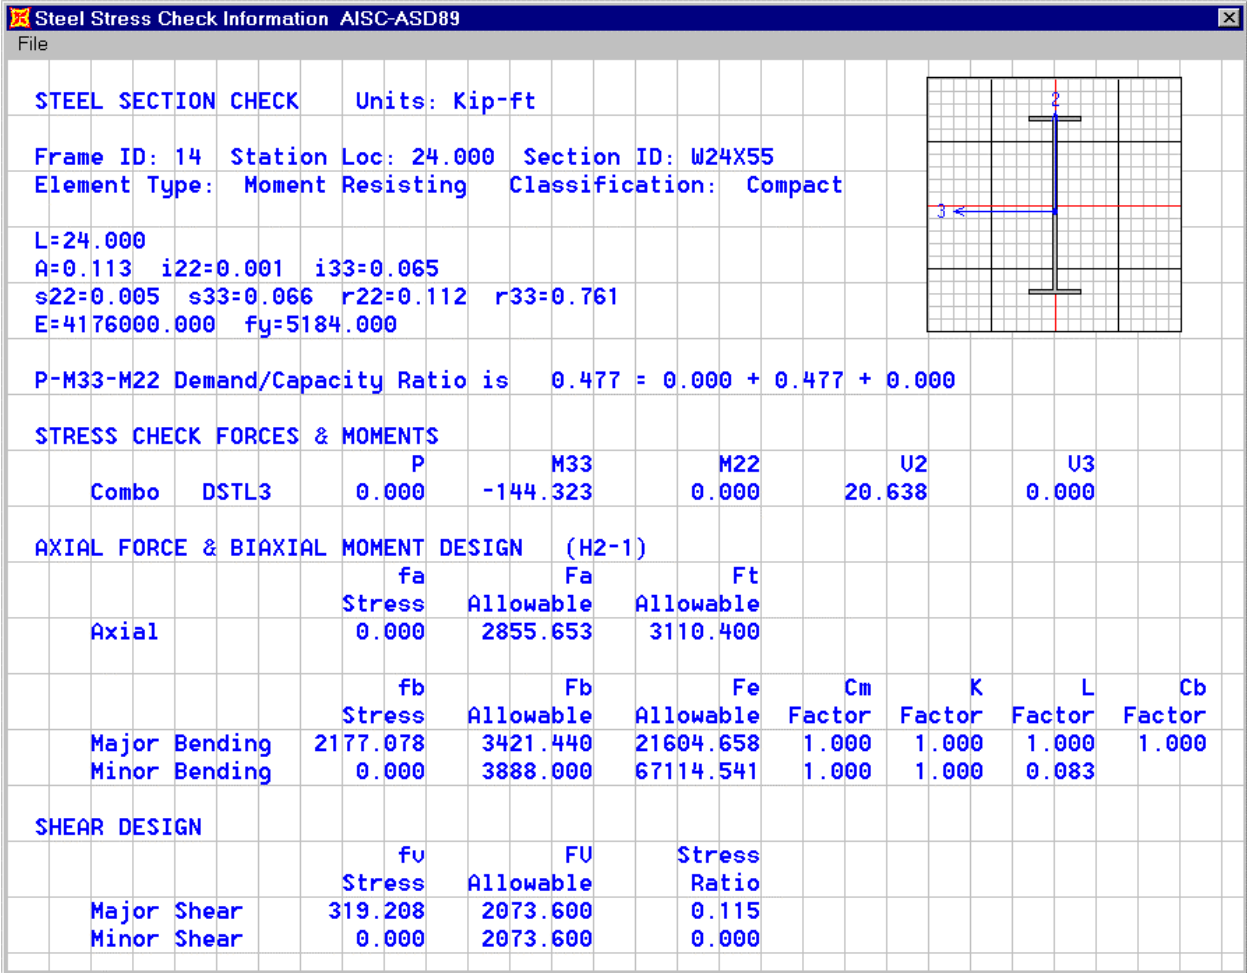 Steel Stress Check Information AISC-ASD89
File
STEEL SECTION CHECK Units: Kip-ft
2
Frame ID: 14 Station Loc: 24.000 Section ID: W24X55
Element Type: Moment Resisting Classification: Compact
3
L=24.000
A=0.113 i22=0.001 i33=0.065
s22=0.005 s33=0.066 r22=0.112 r33=0.761
E=4176000.000 fy=5184.000
P-M33-M22 Demand/Capacity Ratio is 0.477 = 0.000 + 0.477 + 0.000
STRESS CHECK FORCES & MOMENTS
P M33 M22 V2 V3
Combo DSTL3 0.000 -144.323 0.000 20.638 0.000
AXIAL FORCE & BIAXIAL MOMENT DESIGN (H2-1)
fa Fa Ft
Stress Allowable Allowable
Axial 0.000 2855.653 3110.400
fb Fb Fe Cm K L Cb
Stress Allowable Allowable Factor Factor Factor Factor
Major Bending 2177.078 3421.440 21604.658 1.000 1.000 1.000 1.000
Minor Bending 0.000 3888.000 67114.541 1.000 1.000 0.083
SHEAR DESIGN
fv FV Stress
Stress Allowable Ratio
Major Shear 319.208 2073.600 0.115
Minor Shear 0.000 2073.600 0.000